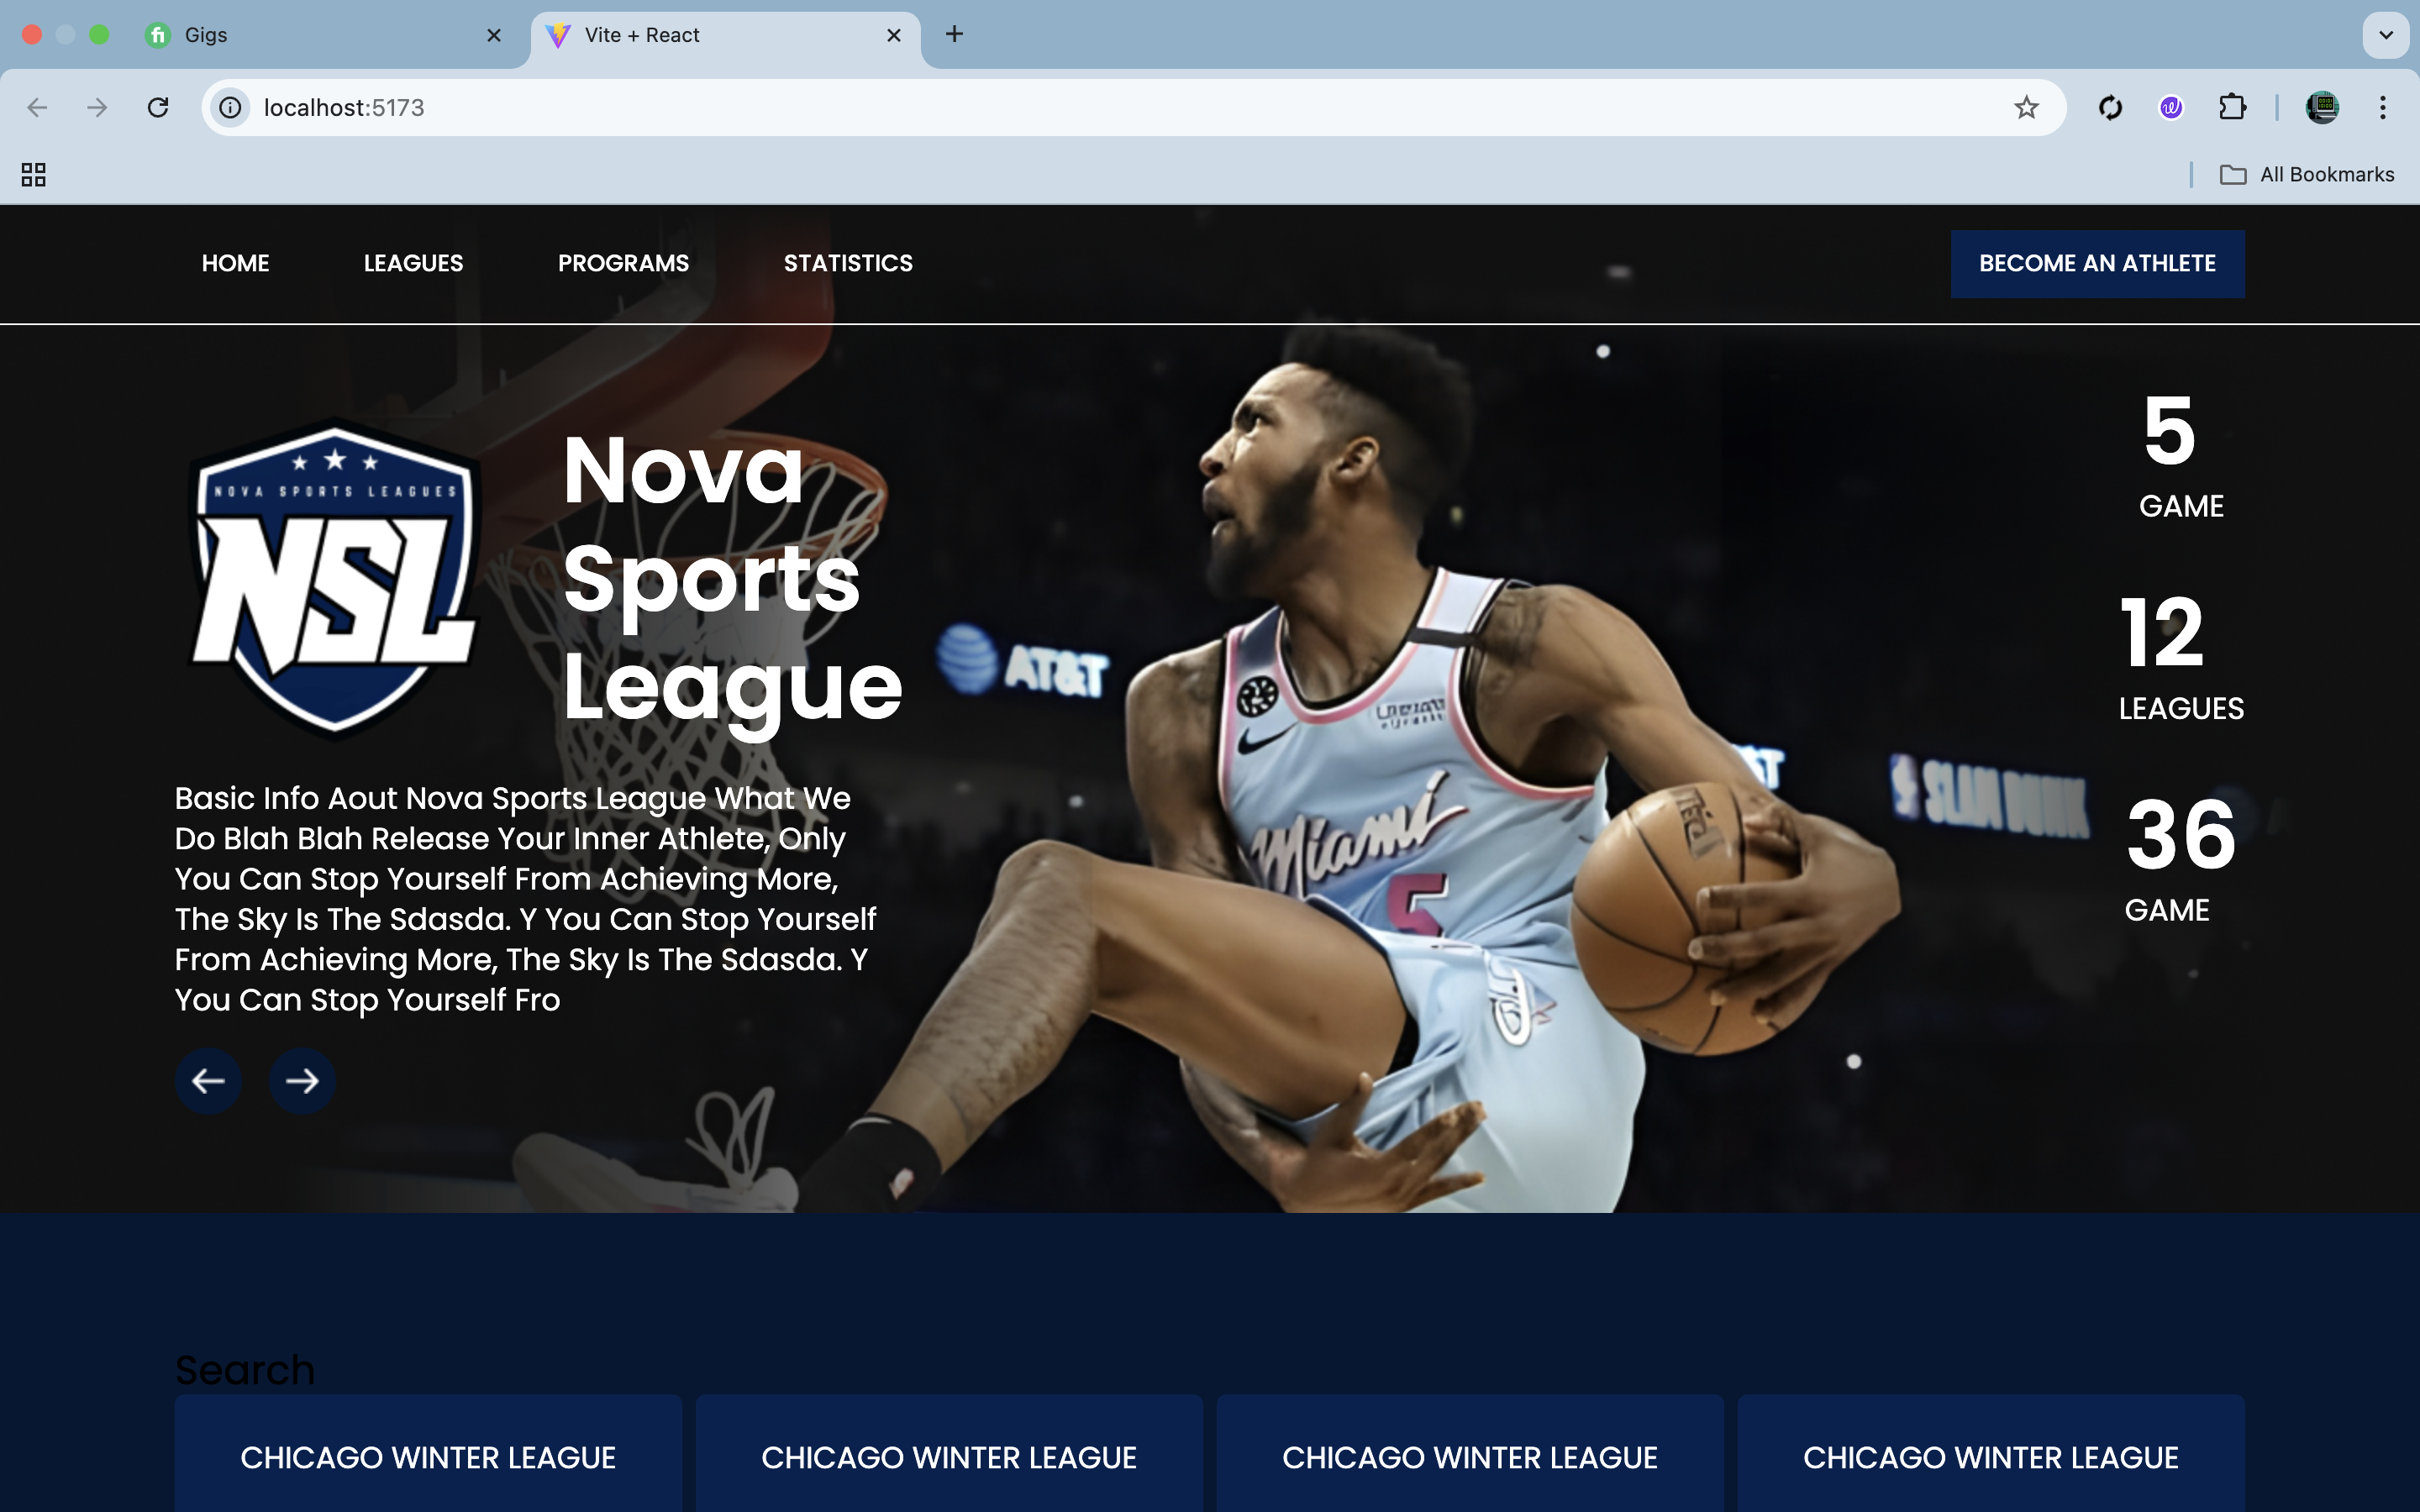 Gigs
Vite + React
localhost:5173
All Bookmarks
HOME LEAGUES PROGRAMS STATISTICS BECOME AN ATHLETE
NOVA SPORTS LEAGUES
NSL
Nova
Sports
League
Basic Info Aout Nova Sports League What We
Do Blah Blah Release Your Inner Athlete, Only
You Can Stop Yourself From Achieving More,
The Sky Is The Sdasda. Y You Can Stop Yourself
From Achieving More, The Sky Is The Sdasda. Y
You Can Stop Yourself Fro
AT&T
Miami
5
SLAM DUNK
5
GAME
12
LEAGUES
36
GAME
Search
CHICAGO WINTER LEAGUE
CHICAGO WINTER LEAGUE
CHICAGO WINTER LEAGUE
CHICAGO WINTER LEAGUE